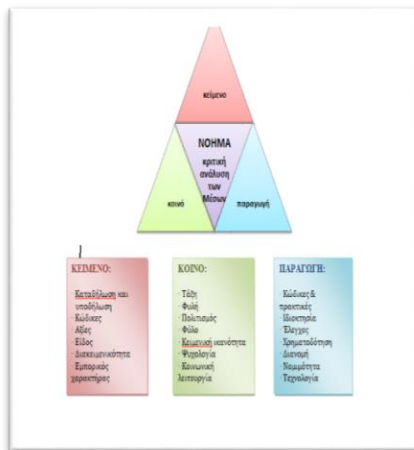 κείμενο
ΝΟΗΜΑ
κριτική
ανάλυση
των
Μέσων
κοινό
παραγωγή
ΚΕΙΜΕΝΟ:
- Καταδήλωση και
υποδήλωση
- Κώδικες
- Αξίες
- Είδος
- Διακειμενικότητα
- Εμπορικός
χαρακτήρας
ΚΟΙΝΟ:
- Τάξη
- Φυλή
- Πολιτισμός
- Φύλο
- Κειμενική ικανότητα
- Ψυχολογία
- Κοινωνική
λειτουργία
ΠΑΡΑΓΩΓΗ:
- Κώδικες &
πρακτικές
- Ιδιοκτησία
- Έλεγχος
- Χρηματοδότηση
- Διανομή
- Νομιμότητα
- Τεχνολογία